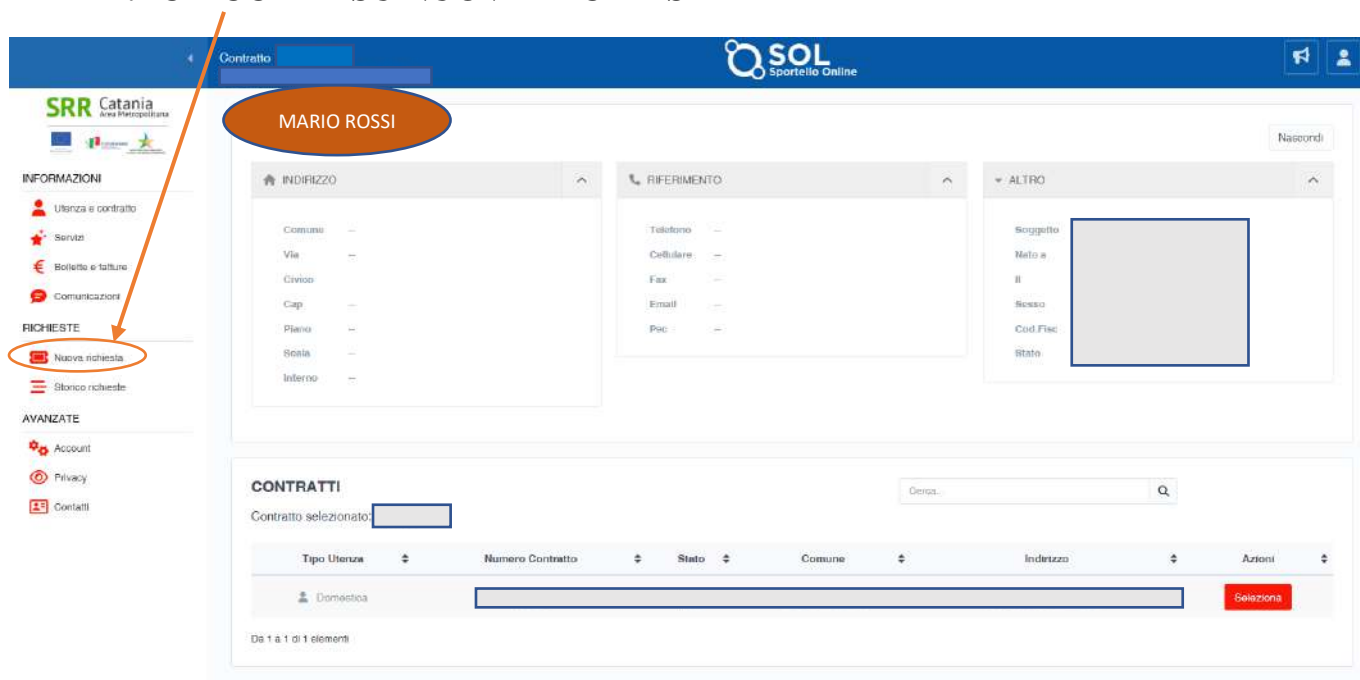 Contratto
SOL
Sportello Online
SRR Catania
Area Metropolitana
MARIO ROSSI
Nascondi
INFORMAZIONI
Utenza e contratto
Servizi
Bollette e fatture
Comunicazioni
RICHIESTE
Nuova richiesta
Storico richieste
AVANZATE
Account
Privacy
Contatti
INDIRIZZO
Comune --
Via --
Civico
Cap --
Piano --
Scala --
Interno --
RIFERIMENTO
Telefono --
Cellulare --
Fax --
Email --
Pec --
ALTRO
Soggetto
Nato a
Il
Sesso
Cod.Fisc
Stato
CONTRATTI
Cerca..
Contratto selezionato:
Tipo Utenza Numero Contratto Stato Comune Indirizzo Azioni
Domestica Seleziona
Da 1 a 1 di 1 elementi